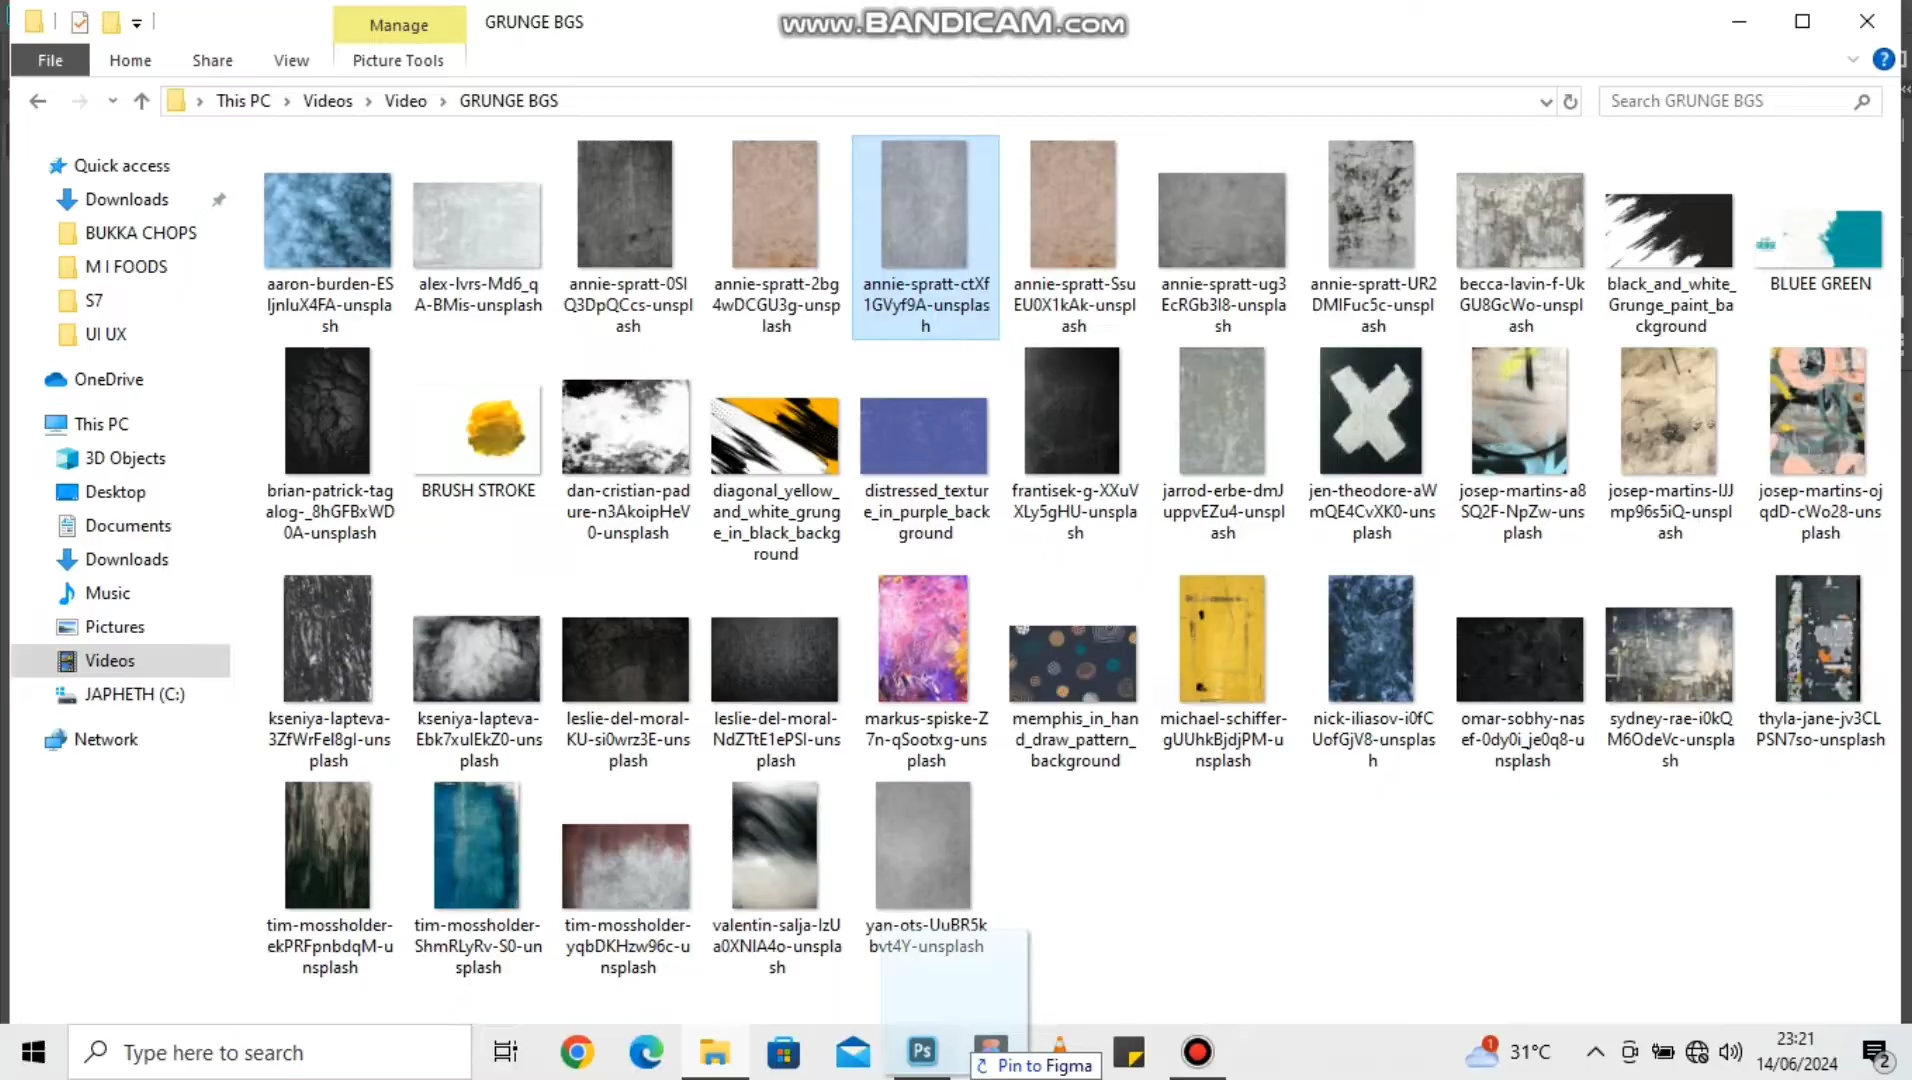 www.BANDICAM.com
Manage
GRUNGE BGS
File
Home
Share
View
Picture Tools
This PC
Videos
Video
GRUNGE BGS
Search GRUNGE BGS
Quick access
Downloads
BUKKA CHOPS
M I FOODS
S7
UI UX
OneDrive
This PC
3D Objects
Desktop
Documents
Downloads
Music
Pictures
Videos
JAPHETH (C:)
Network
aaron-burden-ES
ljnluX4FA-unspla
sh
alex-lvrs-Md6_q
A-BMis-unsplash
annie-spratt-0Sl
Q3DpQCcs-unspl
ash
annie-spratt-2bg
4wDCGU3g-unsp
lash
annie-spratt-ctXf
1GVyf9A-unsplas
h
annie-spratt-Ssu
EU0X1kAk-unspl
ash
annie-spratt-ug3
EcRGb3I8-unspla
sh
annie-spratt-UR2
DMIFuc5c-unspl
ash
becca-lavin-f-Uk
GU8GcWo-unspl
ash
black_and_white_
Grunge_paint_ba
ckground
BLUEE GREEN
brian-patrick-tag
alog-_8hGFBxWD
0A-unsplash
BRUSH STROKE
dan-cristian-pad
ure-n3AkoipHeV
0-unsplash
diagonal_yellow_
and_white_grung
e_in_black_backg
round
distressed_textur
e_in_purple_back
ground
frantisek-g-XXuV
XLy5gHU-unspla
sh
jarrod-erbe-dmJ
uppvEZu4-unspl
ash
jen-theodore-aW
mQE4CvXK0-uns
plash
josep-martins-a8
SQ2F-NpZw-uns
plash
josep-martins-lJJ
mp96s5iQ-unspl
ash
josep-martins-oj
qdD-cWo28-uns
plash
kseniya-lapteva-
3ZfWrFel8gI-uns
plash
kseniya-lapteva-
Ebk7xulEkZ0-uns
plash
leslie-del-moral-
KU-si0wrz3E-uns
plash
leslie-del-moral-
NdZTtE1ePSI-uns
plash
markus-spiske-Z
7n-qSootxg-uns
plash
memphis_in_han
d_draw_pattern_
background
michael-schiffer-
gUUhkBjdjPM-u
nsplash
nick-iliasov-i0fC
UofGjV8-unsplas
h
omar-sobhy-nas
ef-0dy0i_je0q8-u
nsplash
sydney-rae-i0kQ
M6OdeVc-unspla
sh
thyla-jane-jv3CL
PSN7so-unsplash
tim-mossholder-
ekPRFpnbdqM-u
nsplash
tim-mossholder-
ShmRLyRv-S0-un
splash
tim-mossholder-
yqbDKHzw96c-u
nsplash
valentin-salja-IzU
a0XNIA4o-unspla
sh
yan-ots-UuBR5k
bvt4Y-unsplash
Type here to search
Ps
Pin to Figma
1
31°C
23:21
14/06/2024
2